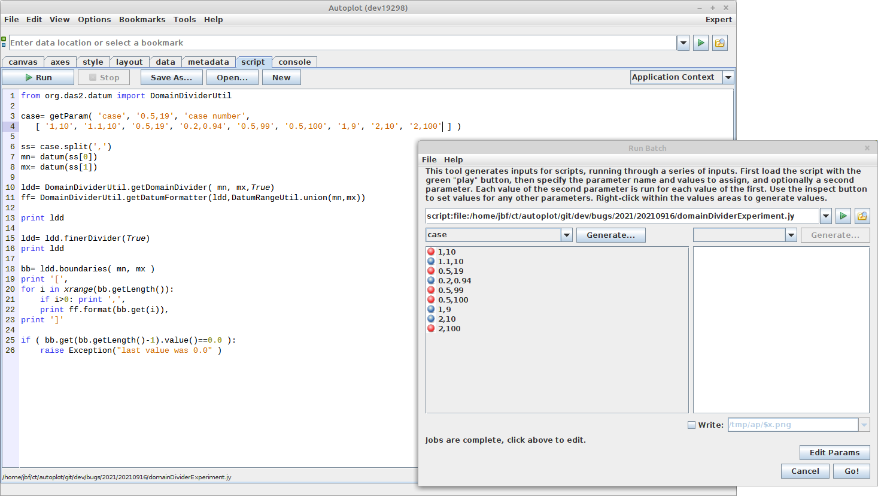 Autoplot (dev19298)
File Edit View Options Bookmarks Tools Help Expert
Enter data location or select a bookmark
canvas axes style layout data metadata script console
Run Stop Save As... Open... New Application Context
1 from org.das2.datum import DomainDividerUtil
2
3 case= getParam( 'case', '0.5,19', 'case number',
4 [ '1,10', '1.1,10', '0.5,19', '0.2,0.94', '0.5,99', '0.5,100', '1,9', '2,10', '2,100' ] )
5
6 ss= case.split(',')
7 mn= datum(ss[0])
8 mx= datum(ss[1])
9
10 ldd= DomainDividerUtil.getDomainDivider( mn, mx,True)
11 ff= DomainDividerUtil.getDatumFormatter(ldd,DatumRangeUtil.union(mn,mx))
12
13 print ldd
14
15 ldd= ldd.finerDivider(True)
16 print ldd
17
18 bb= ldd.boundaries( mn, mx )
19 print '[',
20 for i in xrange(bb.getLength()):
21 if i>0: print ',',
22 print ff.format(bb.get(i)),
23 print ']'
24
25 if ( bb.get(bb.getLength()-1).value()==0.0 ):
26 raise Exception("last value was 0.0" )
/home/jbf/ct/autoplot/git/dev/bugs/2021/20210916/domainDividerExperiment.jy
Run Batch
File Help
This tool generates inputs for scripts, running through a series of inputs. First load the script with the
green "play" button, then specify the parameter name and values to assign, and optionally a second
parameter. Each value of the second parameter is run for each value of the first. Use the inspect button
to set values for any other parameters. Right-click within the values areas to generate values.
script:file:/home/jbf/ct/autoplot/git/dev/bugs/2021/20210916/domainDividerExperiment.jy
case Generate... Generate...
1,10
1.1,10
0.5,19
0.2,0.94
0.5,99
0.5,100
1,9
2,10
2,100
Write: /tmp/ap/$x.png
Jobs are complete, click above to edit.
Edit Params
Cancel Go!